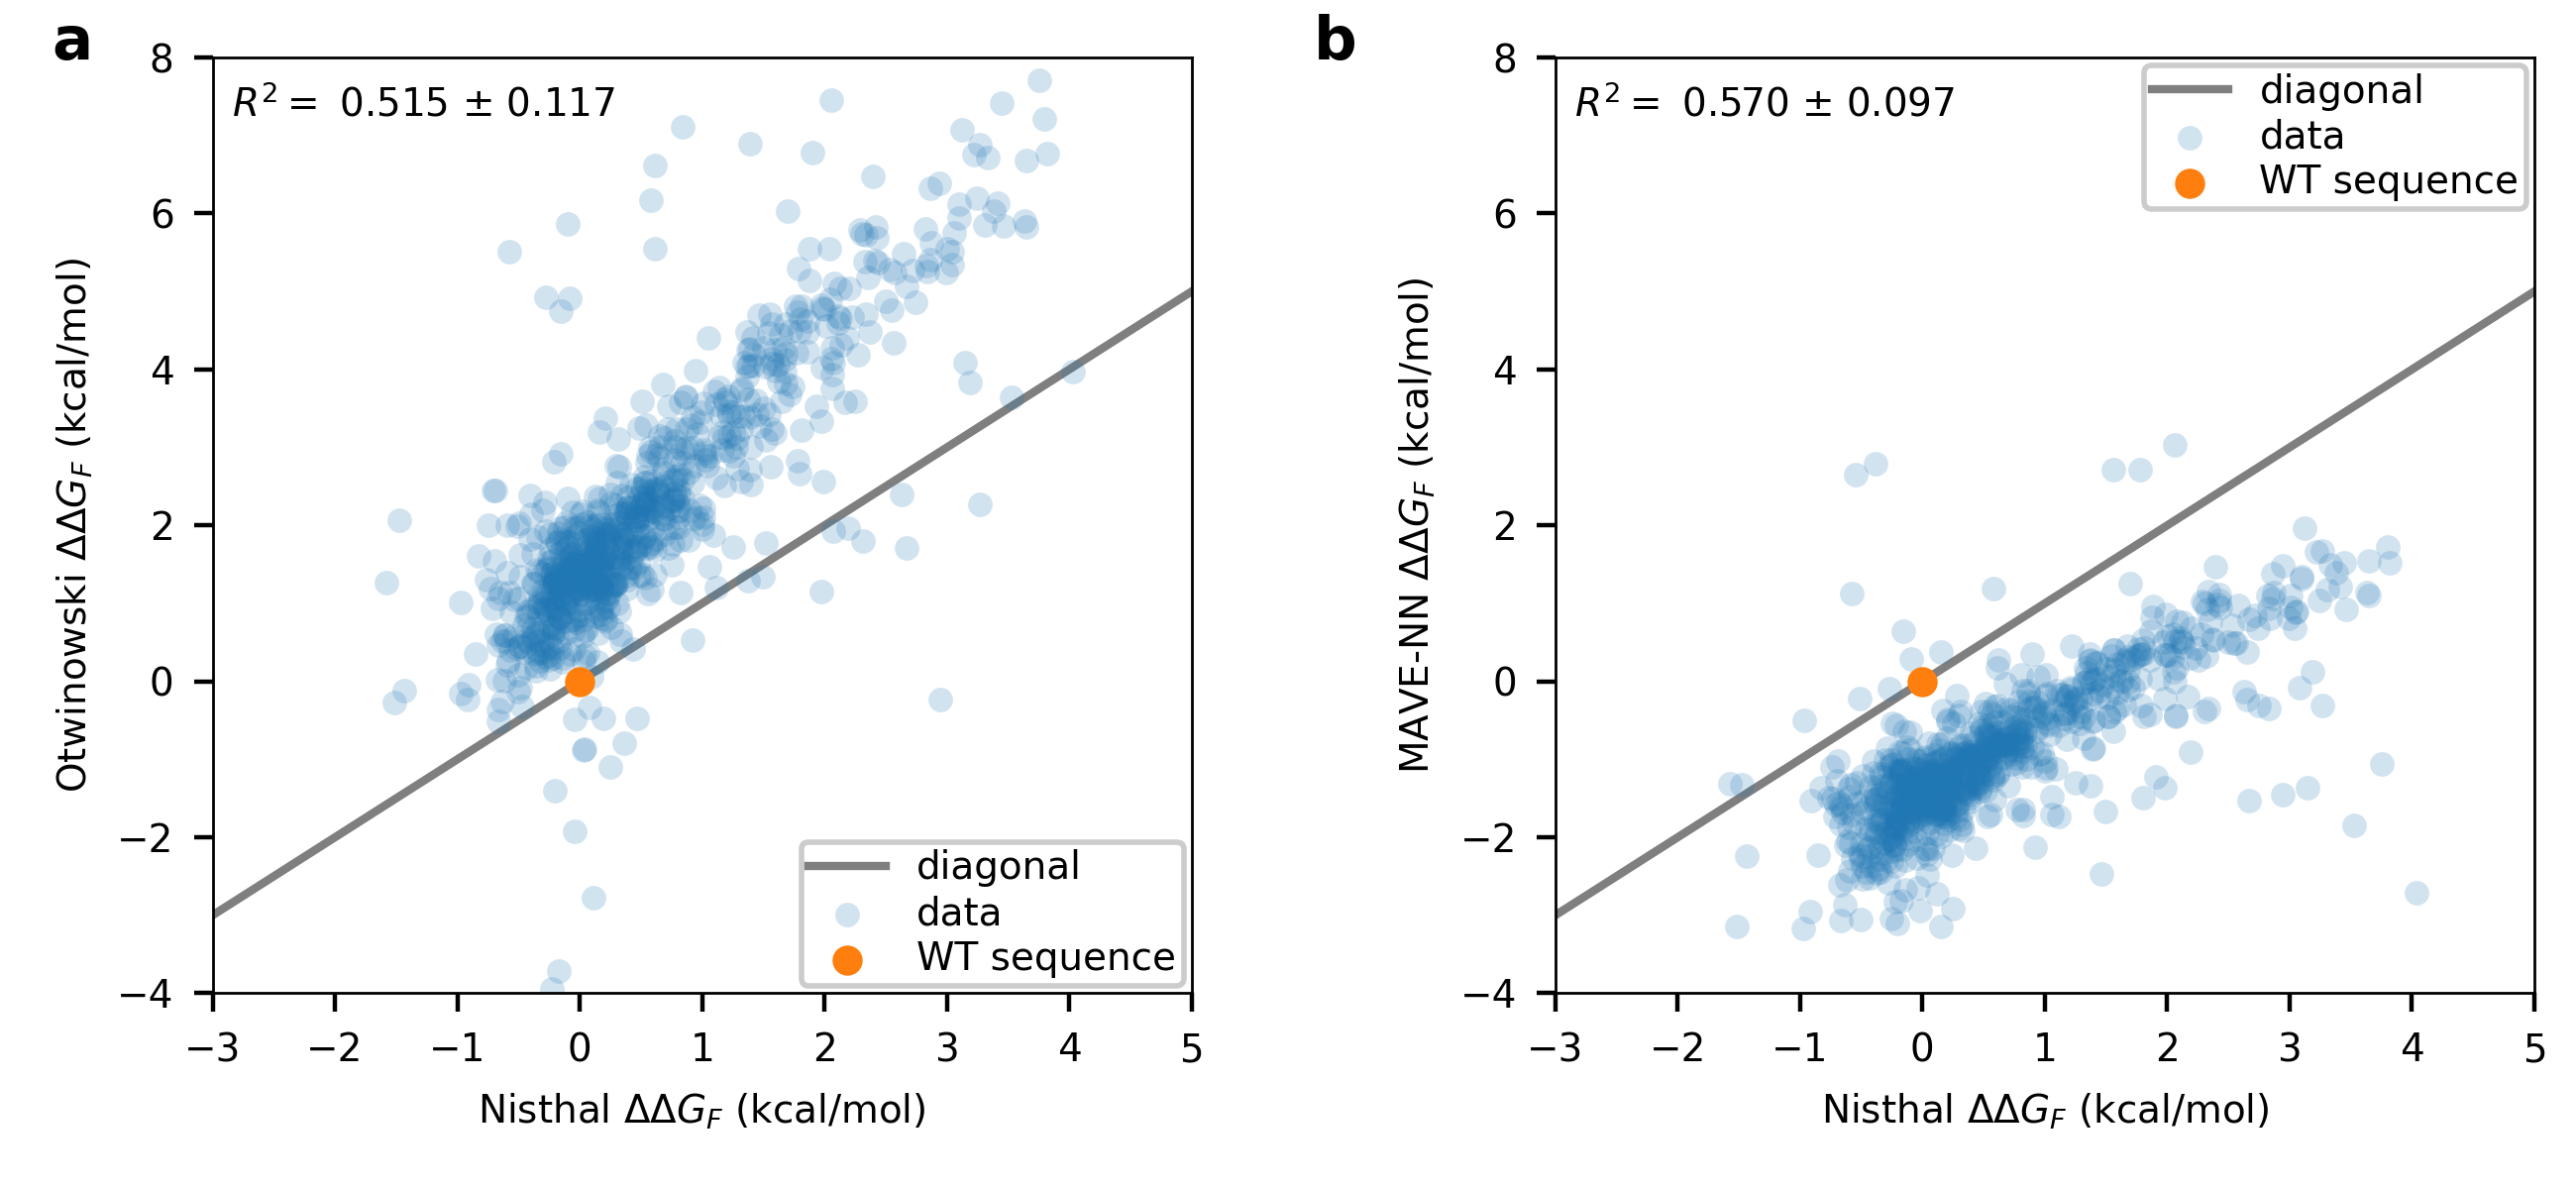 a
R² = 0.515 ± 0.117
8
6
4
2
0
−2
−4
Otwinowski ΔΔG_F (kcal/mol)
diagonal
data
WT sequence
−3 −2 −1 0 1 2 3 4 5
Nisthal ΔΔG_F (kcal/mol)
b
R² = 0.570 ± 0.097
diagonal
data
WT sequence
8
6
4
2
0
−2
−4
MAVE-NN ΔΔG_F (kcal/mol)
−3 −2 −1 0 1 2 3 4 5
Nisthal ΔΔG_F (kcal/mol)